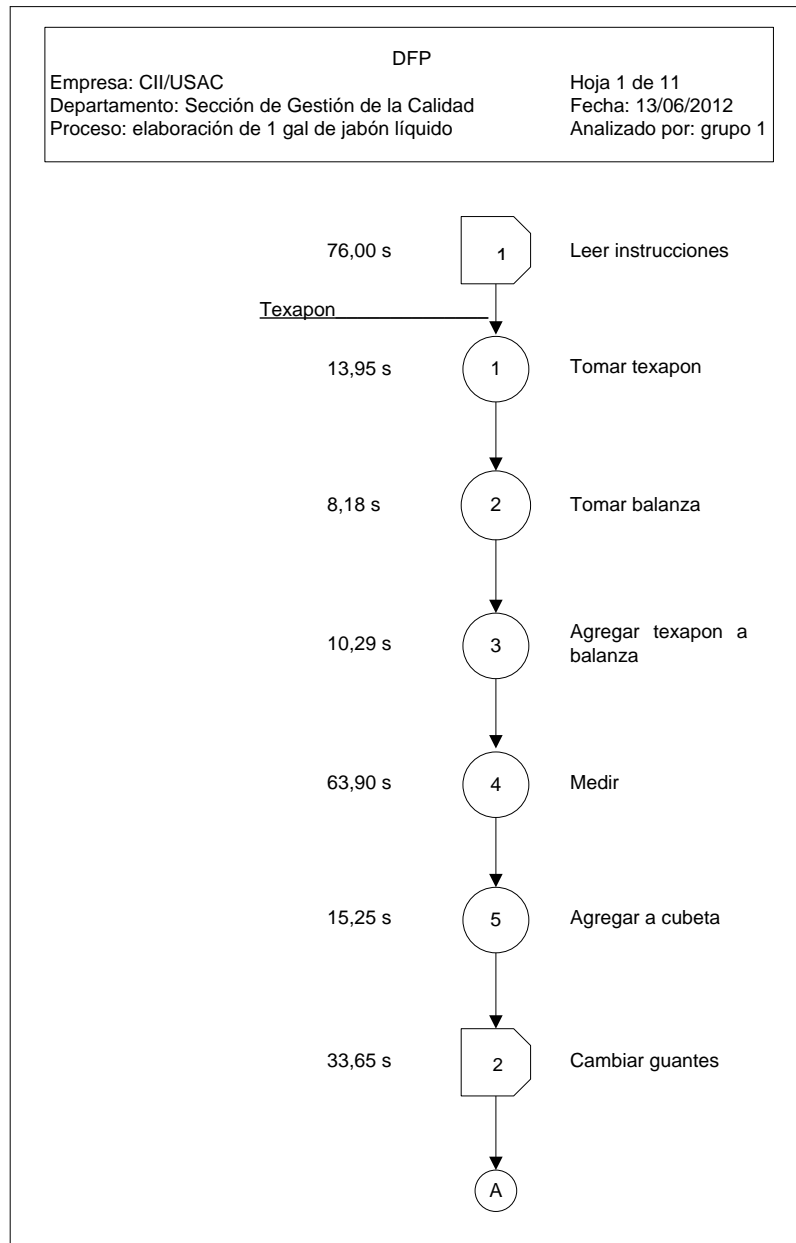 DFP
Empresa: CII/USAC Hoja 1 de 11
Departamento: Sección de Gestión de la Calidad Fecha: 13/06/2012
Proceso: elaboración de 1 gal de jabón líquido Analizado por: grupo 1
76,00 s 1 Leer instrucciones
Texapon
13,95 s 1 Tomar texapon
8,18 s 2 Tomar balanza
10,29 s 3 Agregar texapon a
balanza
63,90 s 4 Medir
15,25 s 5 Agregar a cubeta
33,65 s 2 Cambiar guantes
A